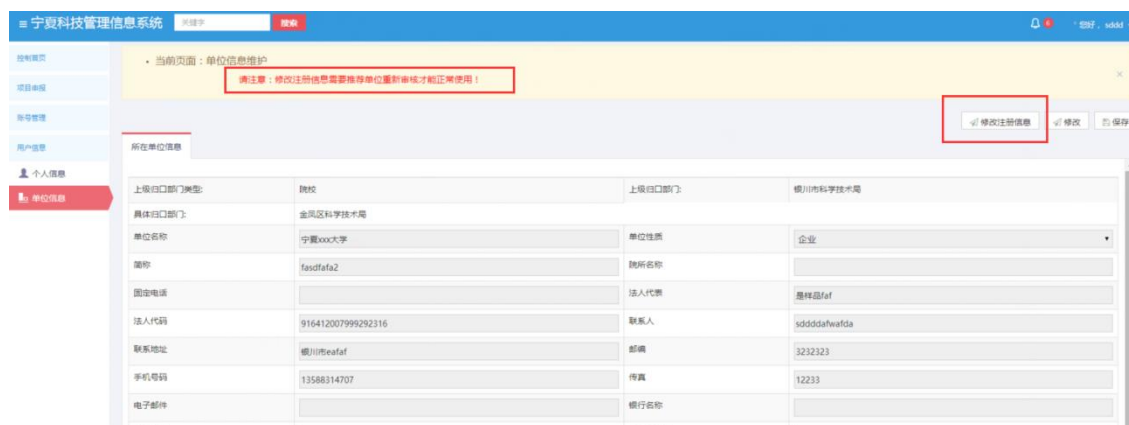 宁夏科技管理信息系统 关键字 搜索 您好，sddd
控制首页
• 当前页面：单位信息维护
请注意：修改注册信息需要推荐单位重新审核才能正常使用！
项目申报
账号管理
修改注册信息 修改 保存
用户信息
所在单位信息
个人信息
单位信息
上级归口部门类型: 院校 上级归口部门: 银川市科学技术局
具体归口部门: 金凤区科学技术局
单位名称 宁夏xxx大学 单位性质 企业
简称 fasdfafa2 院所名称
固定电话 法人代表 是样品faf
法人代码 916412007999292316 联系人 sddddafwafda
联系地址 银川市eafaf 邮编 3232323
手机号码 13588314707 传真 12233
电子邮件 银行名称